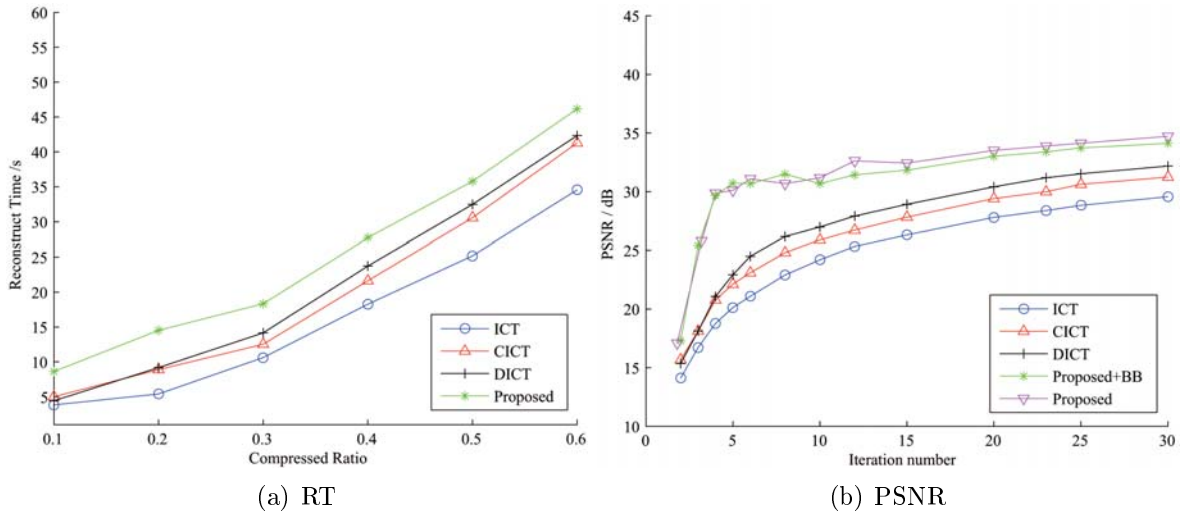 60
55
50
45
40
35
30
25
20
15
10
5
Reconstruct Time /s
0.1 0.2 0.3 0.4 0.5 0.6
Compressed Ratio
ICT
CICT
DICT
Proposed
(a) RT
45
40
35
30
25
20
15
10
PSNR / dB
0 5 10 15 20 25 30
Iteration number
ICT
CICT
DICT
Proposed+BB
Proposed
(b) PSNR